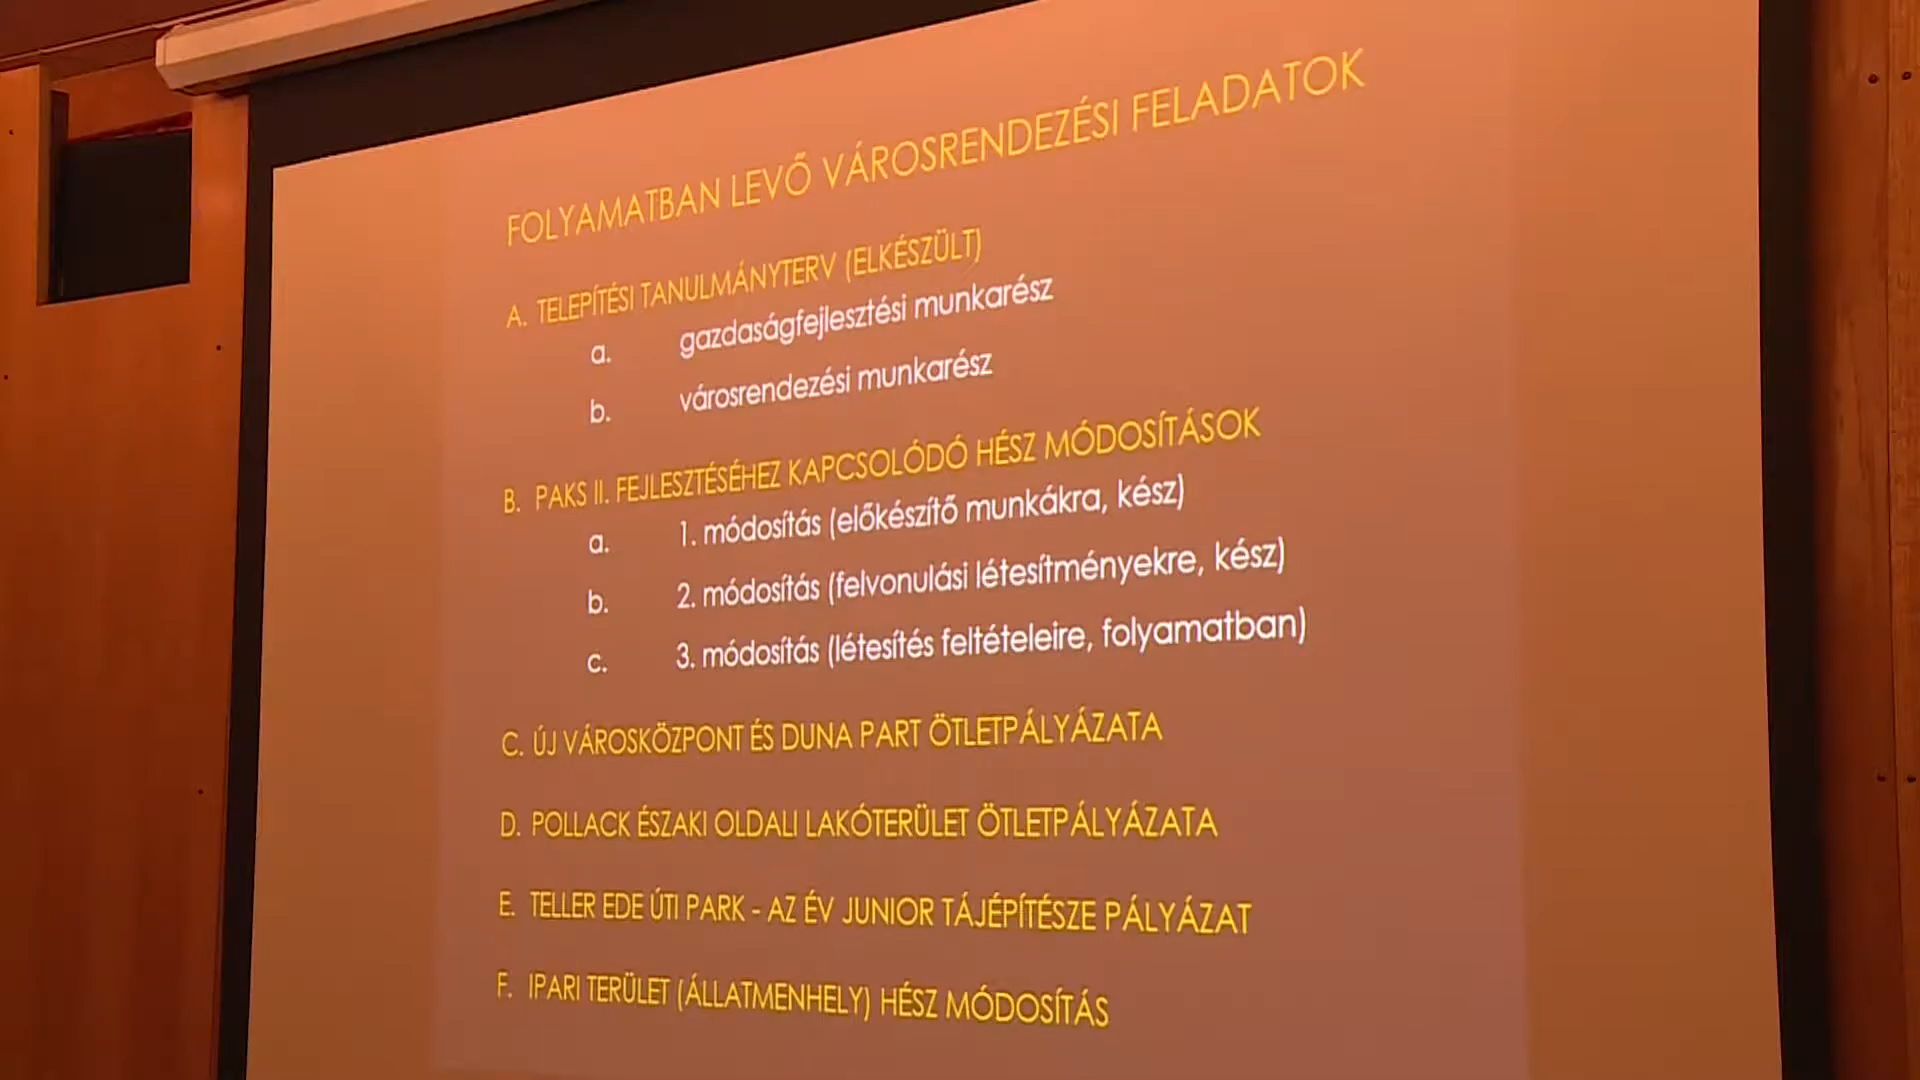 FOLYAMATBAN LEVŐ VÁROSRENDEZÉSI FELADATOK
A. TELEPÍTÉSI TANULMÁNYTERV (ELKÉSZÜLT)
a. gazdaságfejlesztési munkarész
b. városrendezési munkarész
B. PAKS II. FEJLESZTÉSÉHEZ KAPCSOLÓDÓ HÉSZ MÓDOSÍTÁSOK
a. 1. módosítás (előkészítő munkákra, kész)
b. 2. módosítás (felvonulási létesítményekre, kész)
c. 3. módosítás (létesítés feltételeire, folyamatban)
C. ÚJ VÁROSKÖZPONT ÉS DUNA PART ÖTLETPÁLYÁZATA
D. POLLACK ÉSZAKI OLDALI LAKÓTERÜLET ÖTLETPÁLYÁZATA
E. TELLER EDE ÚTI PARK - AZ ÉV JUNIOR TÁJÉPÍTÉSZE PÁLYÁZAT
F. IPARI TERÜLET (ÁLLATMENHELY) HÉSZ MÓDOSÍTÁS